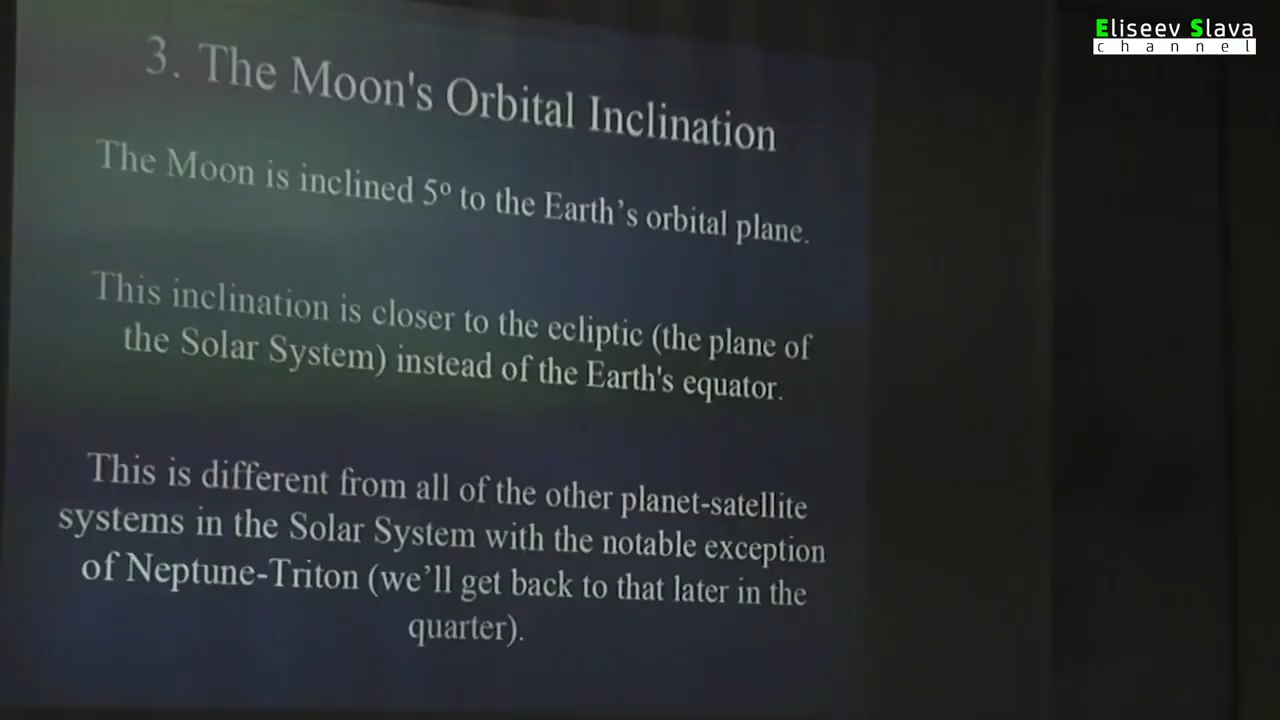 Eliseev Slava
channel
3. The Moon's Orbital Inclination
The Moon is inclined 5º to the Earth’s orbital plane.
This inclination is closer to the ecliptic (the plane of
the Solar System) instead of the Earth's equator.
This is different from all of the other planet-satellite
systems in the Solar System with the notable exception
of Neptune-Triton (we’ll get back to that later in the
quarter).